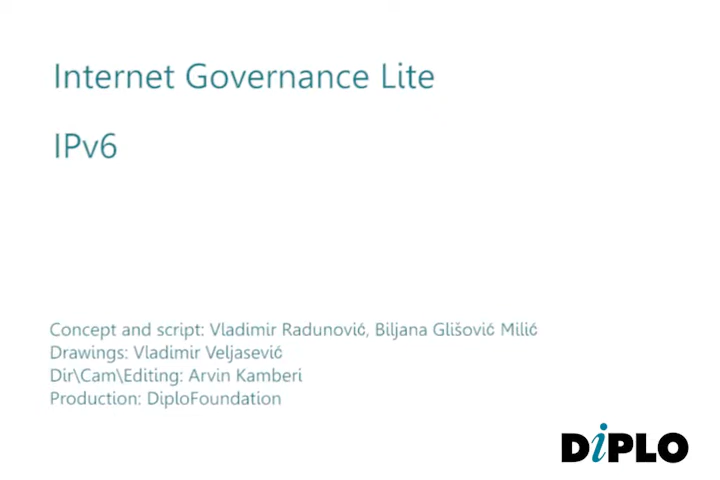 Internet Governance Lite
IPv6
Concept and script: Vladimir Radunović, Biljana Glišović Milić
Drawings: Vladimir Veljasević
Dir\Cam\Editing: Arvin Kamberi
Production: DiploFoundation
DiPLO